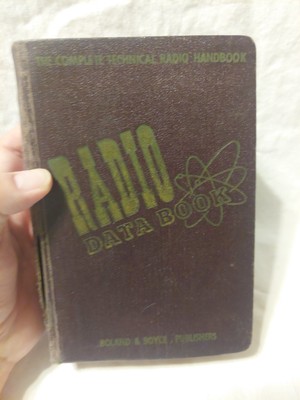 THE COMPLETE TECHNICAL RADIO HANDBOOK
RADIO
DATA BOOK
BOLAND & BOYCE, PUBLISHERS